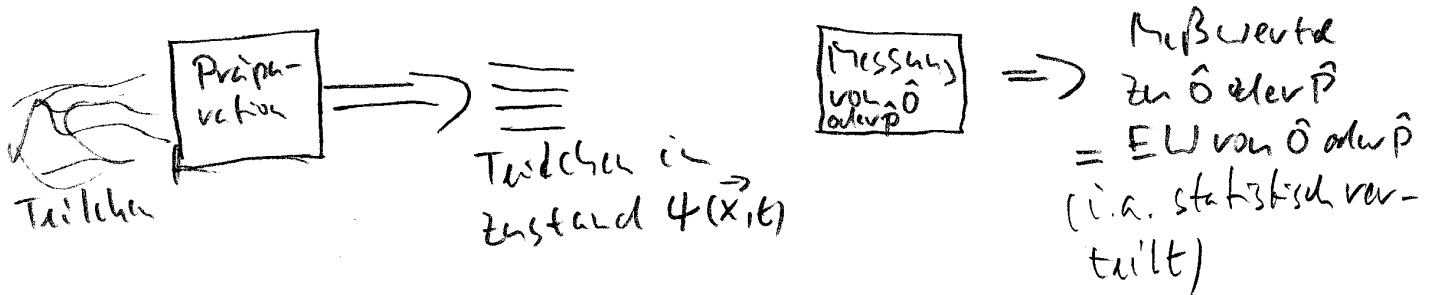 Teilchen
Präpa-
ration
Teilchen in
Zustand ψ(x⃗,t)
Messung
von Ô
oder p̂
=> Meßwerte
zu Ô oder P̂
= EW von Ô oder P̂
(i.a. statistisch ver-
teilt)